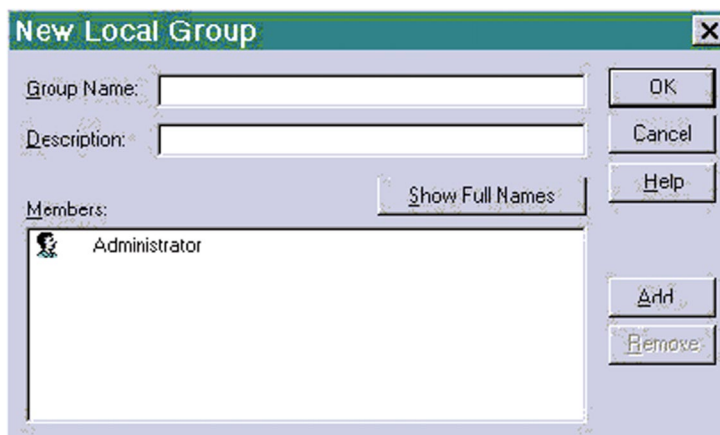 New Local Group
Group Name:
OK
Description:
Cancel
Show Full Names
Help
Members:
Administrator
Add
Remove